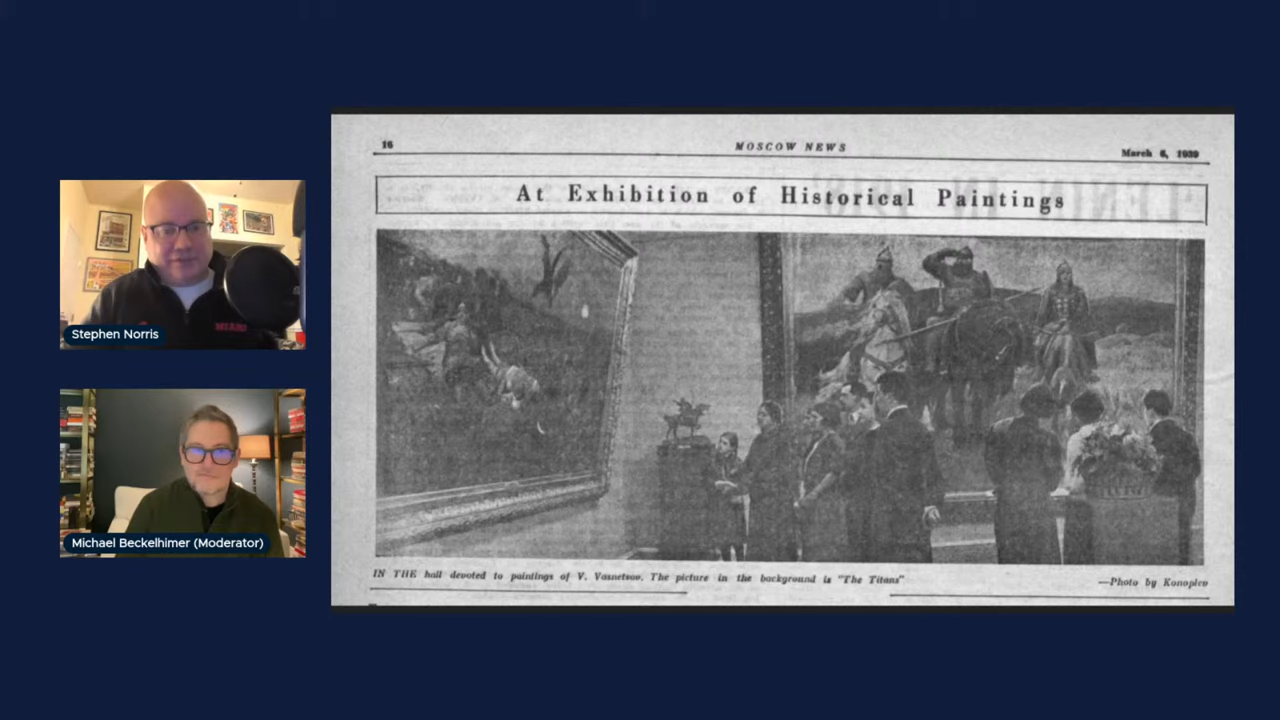 Stephen Norris
MIAMI
Michael Beckelhimer (Moderator)
16
MOSCOW NEWS
March 6, 1939
At Exhibition of Historical Paintings
IN THE hall devoted to paintings of V. Vasnetsov. The picture in the background is "The Titans"
—Photo by Konoplev